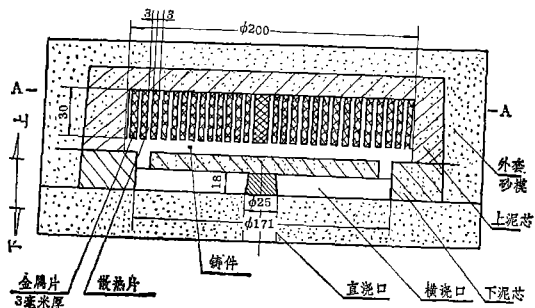 3 3
φ200
A A
30
上
下
外套
砂模
18
φ25
φ171
上泥芯
金属片
3毫米厚
散热片
铸件
直浇口
横浇口
下泥芯